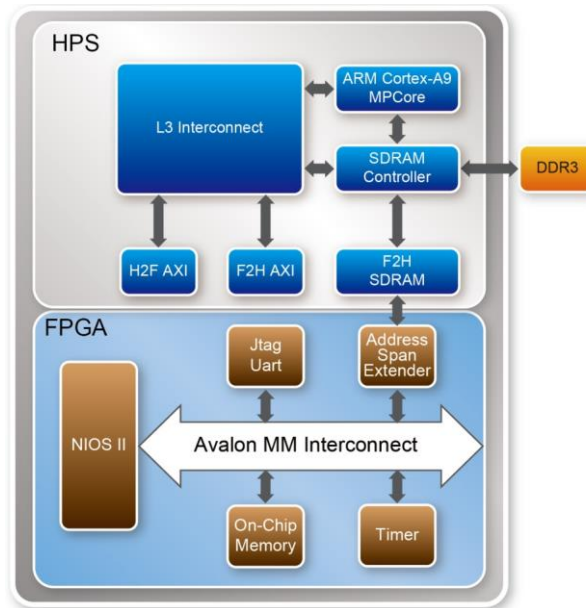 HPS
ARM Cortex-A9
MPCore
L3 Interconnect
SDRAM
Controller
DDR3
H2F AXI
F2H AXI
F2H
SDRAM
FPGA
Jtag
Uart
Address
Span
Extender
NIOS II
Avalon MM Interconnect
On-Chip
Memory
Timer